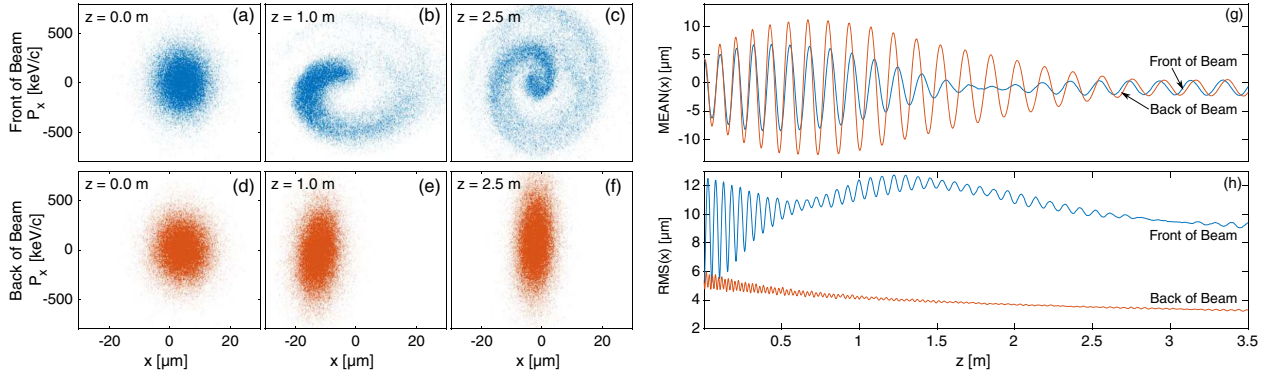 z = 0.0 m (a)
z = 1.0 m (b)
z = 2.5 m (c)
Front of Beam
Pₓ [keV/c]
500
0
-500
z = 0.0 m (d)
z = 1.0 m (e)
z = 2.5 m (f)
Back of Beam
Pₓ [keV/c]
500
0
-500
-20 0 20
-20 0 20
-20 0 20
x [µm]
x [µm]
x [µm]
(g)
MEAN(x) [µm]
10
5
0
-5
-10
Front of Beam
Back of Beam
(h)
RMS(x) [µm]
12
10
8
6
4
2
Front of Beam
Back of Beam
0.5 1 1.5 2 2.5 3 3.5
z [m]